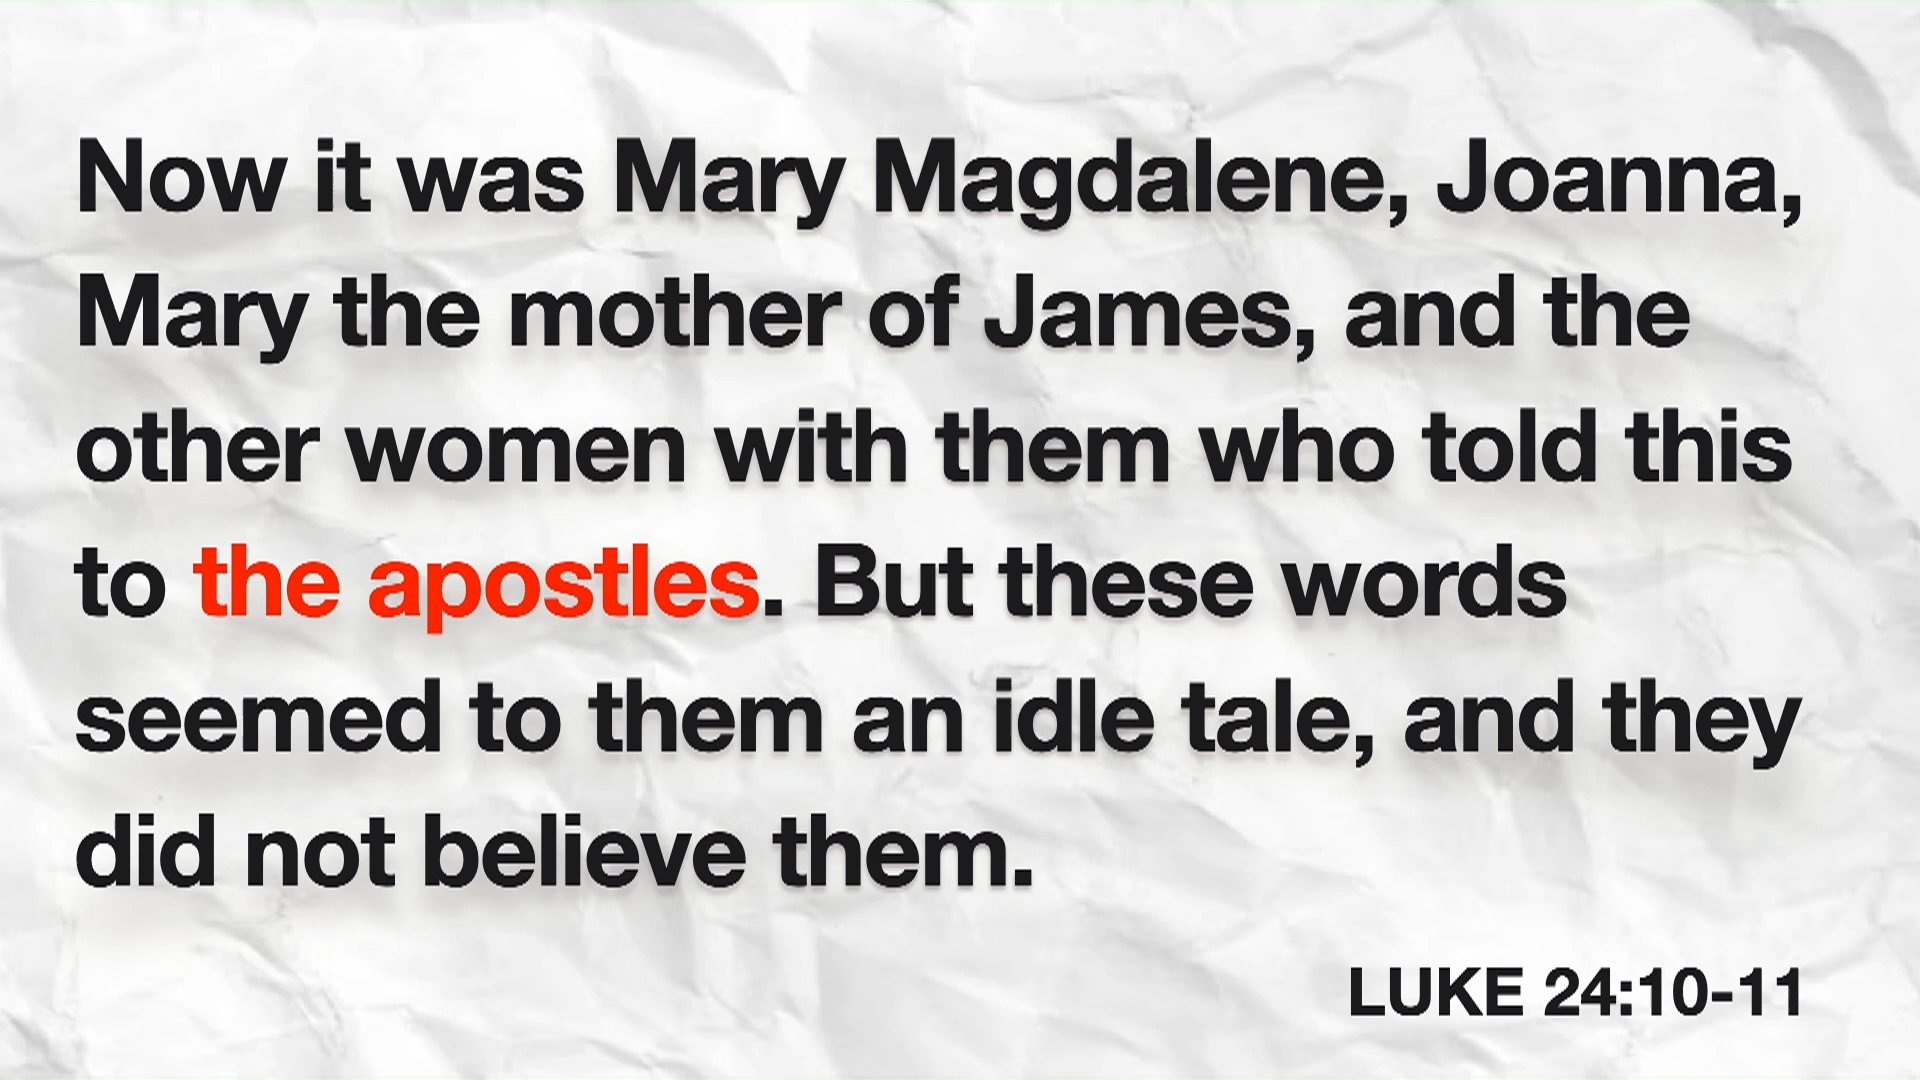 Now it was Mary Magdalene, Joanna,
Mary the mother of James, and the
other women with them who told this
to the apostles. But these words
seemed to them an idle tale, and they
did not believe them.
LUKE 24:10-11